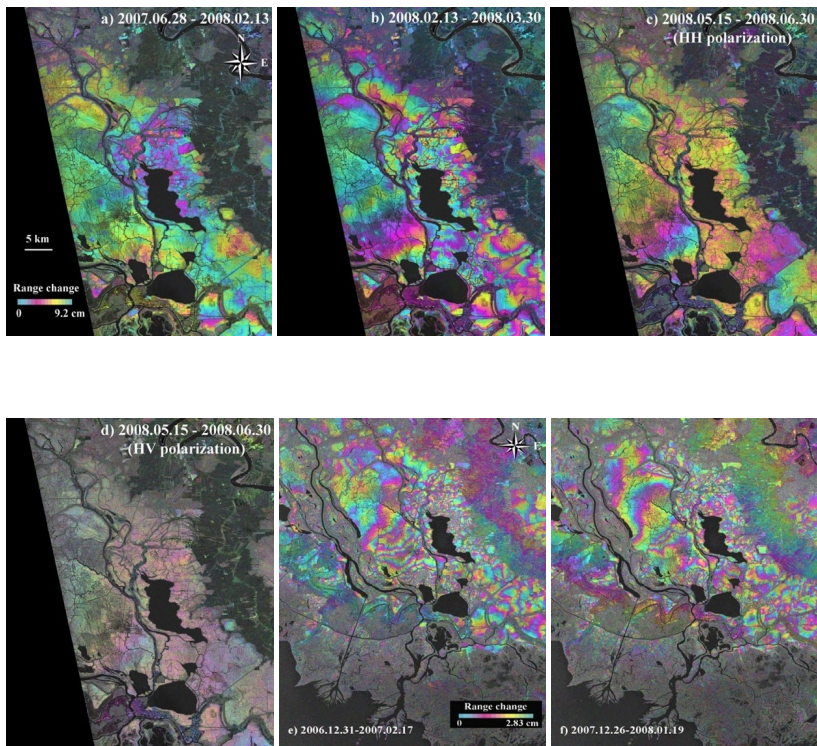 a) 2007.06.28 - 2008.02.13
N
E
5 km
Range change
0 9.2 cm
b) 2008.02.13 - 2008.03.30
c) 2008.05.15 - 2008.06.30
(HH polarization)
d) 2008.05.15 - 2008.06.30
(HV polarization)
N
E
Range change
0 2.83 cm
e) 2006.12.31-2007.02.17
f) 2007.12.26-2008.01.19